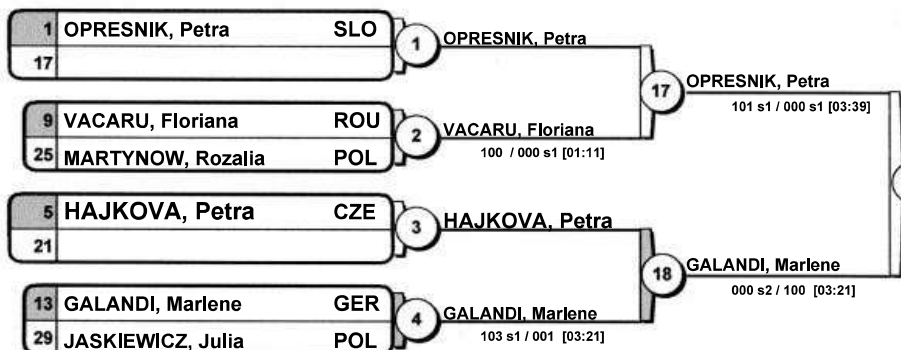 1 OPRESNIK, Petra SLO
17
1
OPRESNIK, Petra
9 VACARU, Floriana ROU
25 MARTYNOW, Rozalia POL
2
VACARU, Floriana
100 / 000 s1 [01:11]
17
OPRESNIK, Petra
101 s1 / 000 s1 [03:39]
5 HAJKOVA, Petra CZE
21
3
HAJKOVA, Petra
13 GALANDI, Marlene GER
29 JASKIEWICZ, Julia POL
4
GALANDI, Marlene
103 s1 / 001 [03:21]
18
GALANDI, Marlene
000 s2 / 100 [03:21]